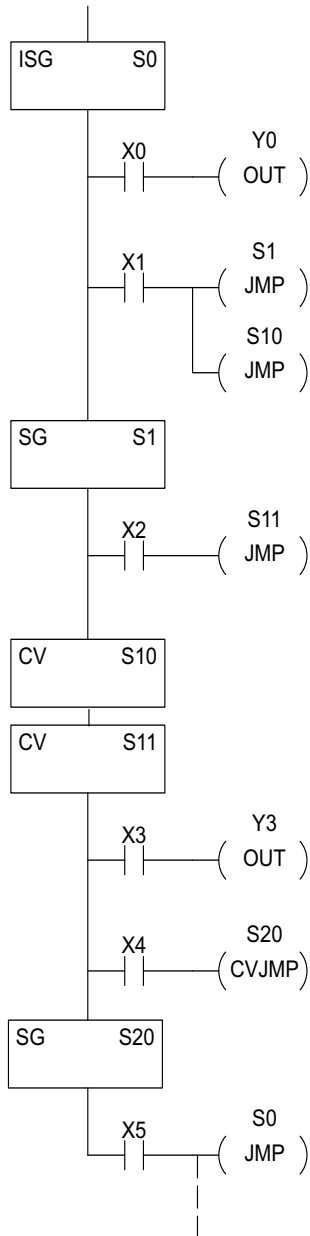 ISG S0
X0
Y0
OUT
X1
S1
JMP
S10
JMP
SG S1
X2
S11
JMP
CV S10
CV S11
X3
Y3
OUT
X4
S20
CVJMP
SG S20
X5
S0
JMP